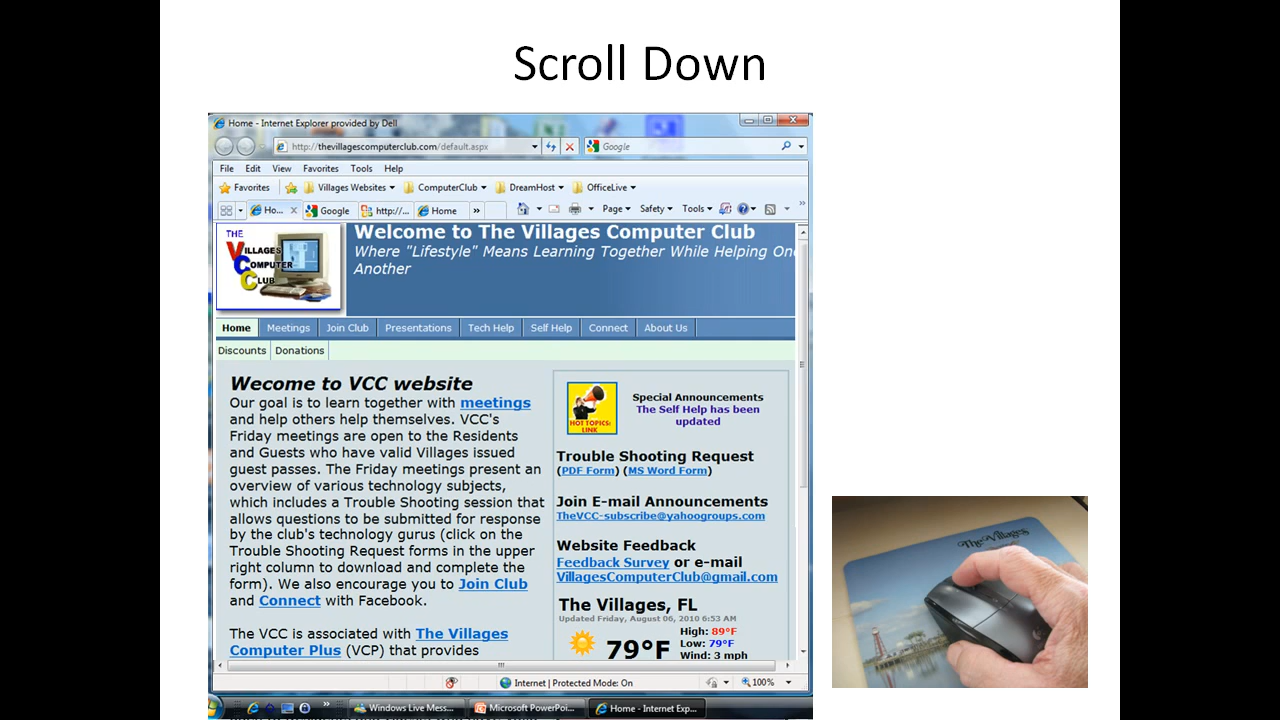 Scroll Down
Home - Internet Explorer provided by Dell
http://thevillagescomputerclub.com/default.aspx
Google
File Edit View Favorites Tools Help
Favorites Villages Websites ComputerClub DreamHost OfficeLive
Ho... x Google http://... Home » Page Safety Tools »
THE
VILLAGES
COMPUTER
CLUB
Welcome to The Villages Computer Club
Where "Lifestyle" Means Learning Together While Helping One
Another
Home Meetings Join Club Presentations Tech Help Self Help Connect About Us
Discounts Donations
Wecome to VCC website
Our goal is to learn together with meetings
and help others help themselves. VCC's
Friday meetings are open to the Residents
and Guests who have valid Villages issued
guest passes. The Friday meetings present an
overview of various technology subjects,
which includes a Trouble Shooting session that
allows questions to be submitted for response
by the club's technology gurus (click on the
Trouble Shooting Request forms in the upper
right column to download and complete the
form). We also encourage you to Join Club
and Connect with Facebook.
The VCC is associated with The Villages
Computer Plus (VCP) that provides
HOT TOPICS:
LINK
Special Announcements
The Self Help has been
updated
Trouble Shooting Request
(PDF Form) (MS Word Form)
Join E-mail Announcements
TheVCC-subscribe@yahoogroups.com
Website Feedback
Feedback Survey or e-mail
VillagesComputerClub@gmail.com
The Villages, FL
Updated Friday, August 06, 2010 6:53 AM
79°F
High: 89°F
Low: 79°F
Wind: 3 mph
Internet | Protected Mode: On 100%
» Windows Live Mess... Microsoft PowerPoi... Home - Internet Exp...
The Villages